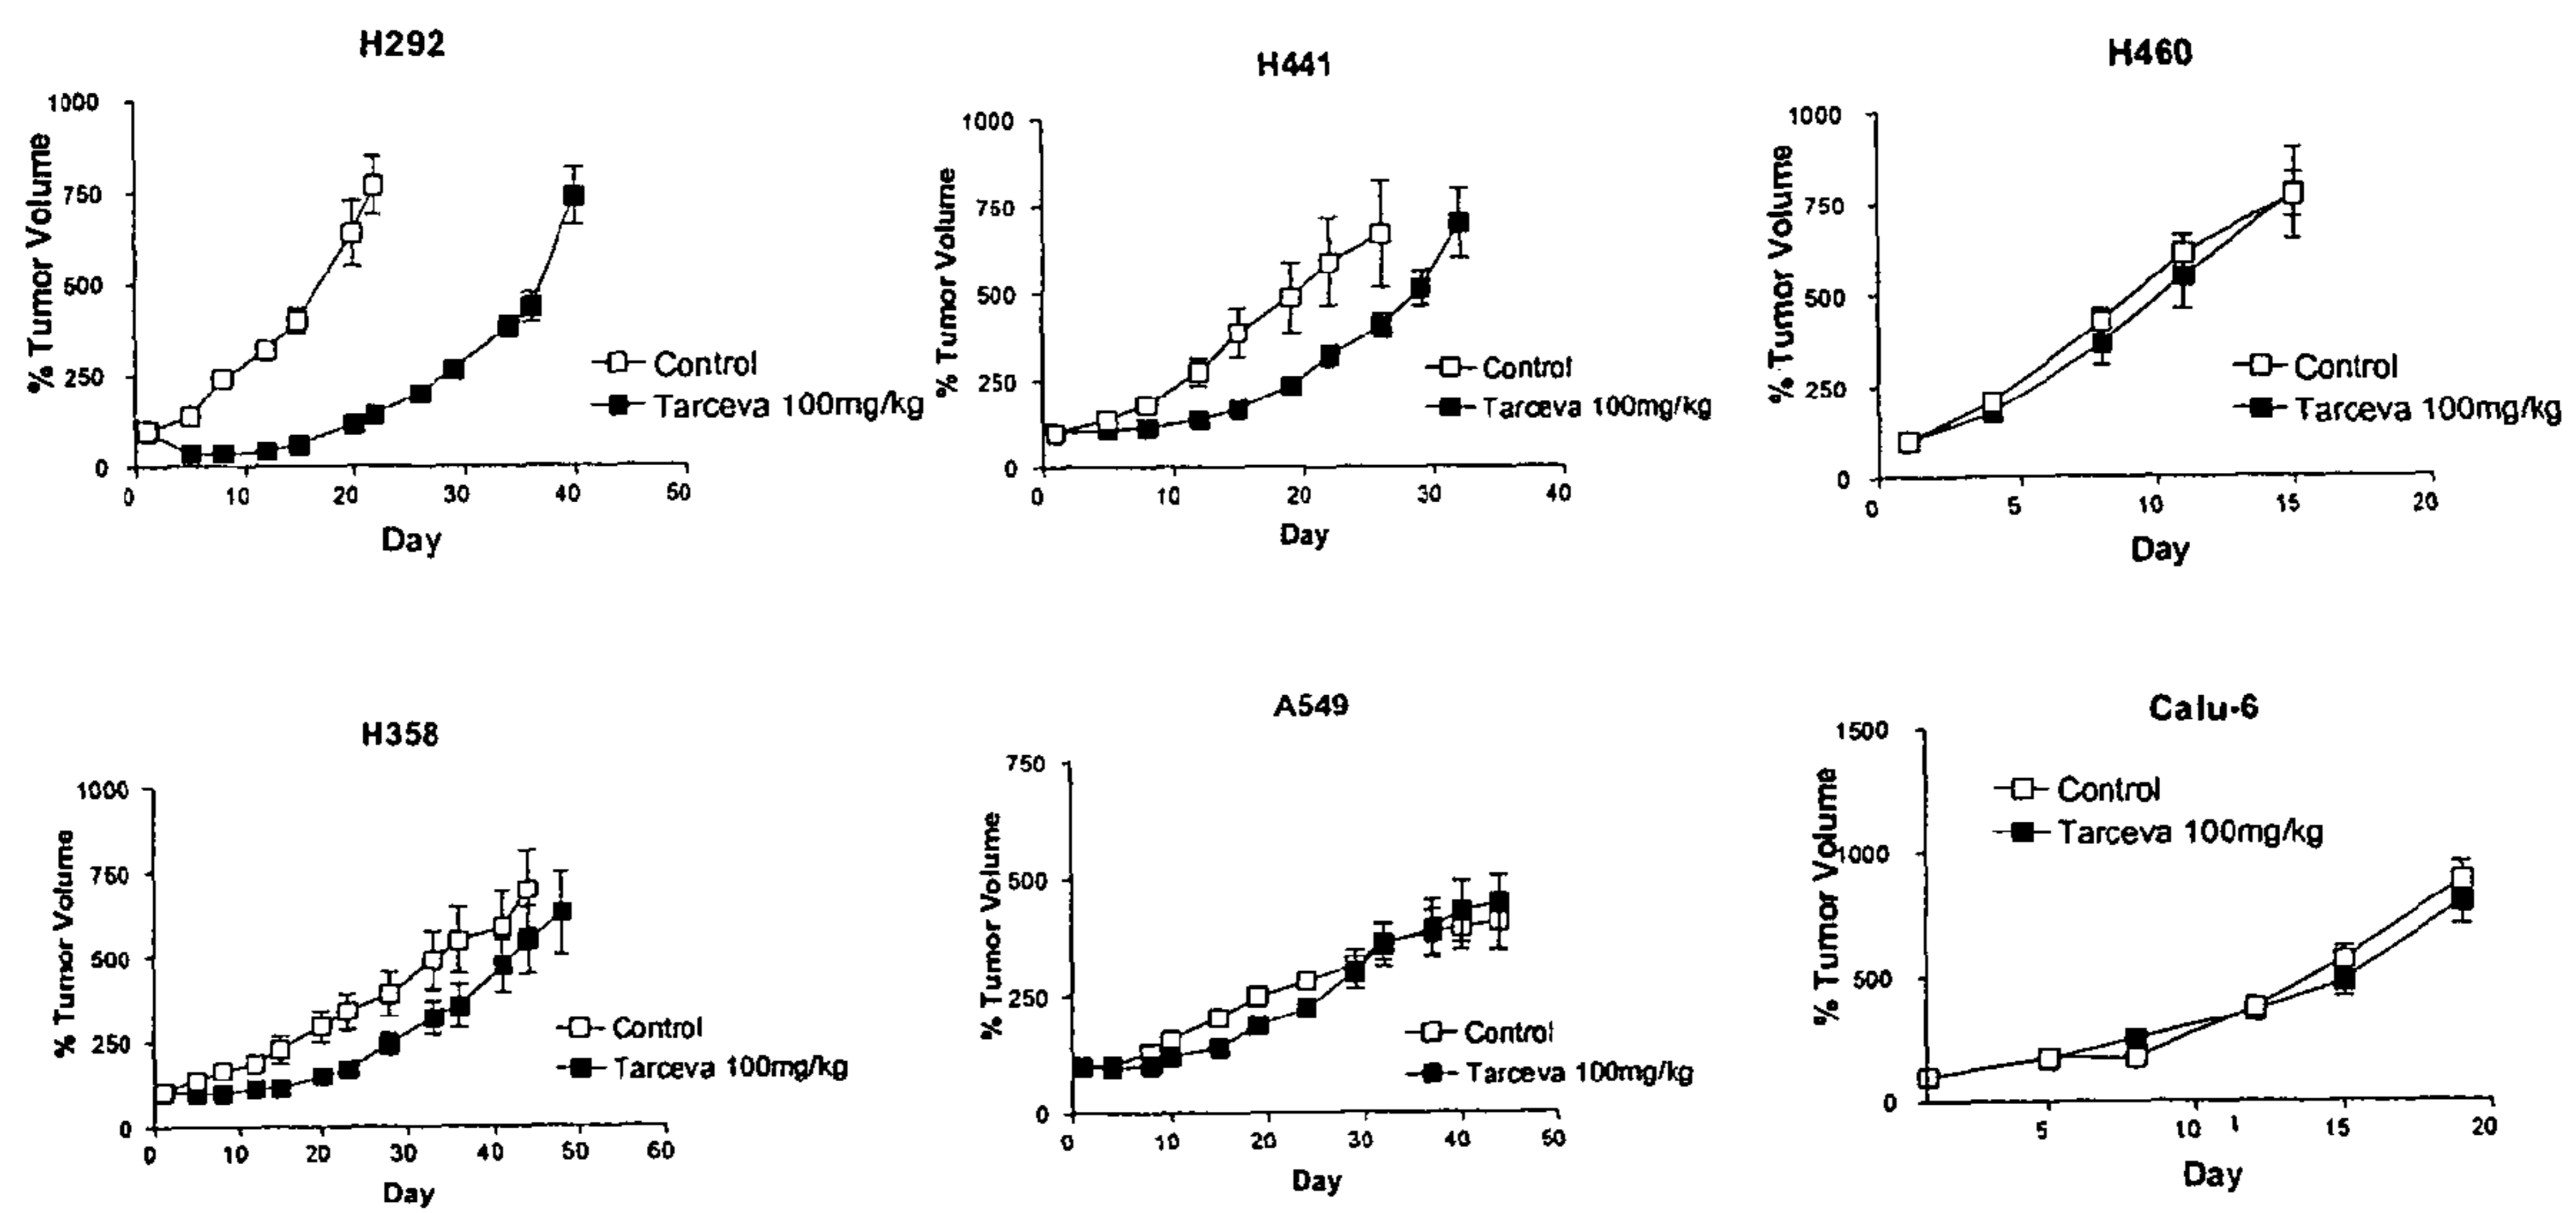 H292
% Tumor Volume
1000
750
500
250
0
0 10 20 30 40 50
Day
Control
Tarceva 100mg/kg
H441
% Tumor Volume
1000
750
500
250
0
0 10 20 30 40
Day
Control
Tarceva 100mg/kg
H460
% Tumor Volume
1000
750
500
250
0
0 5 10 15 20
Day
Control
Tarceva 100mg/kg
H358
% Tumor Volume
1000
750
500
250
0
0 10 20 30 40 50 60
Day
Control
Tarceva 100mg/kg
A549
% Tumor Volume
750
500
250
0
0 10 20 30 40 50
Day
Control
Tarceva 100mg/kg
Calu-6
% Tumor Volume
1500
1000
500
0
5 10 15 20
Day
Control
Tarceva 100mg/kg